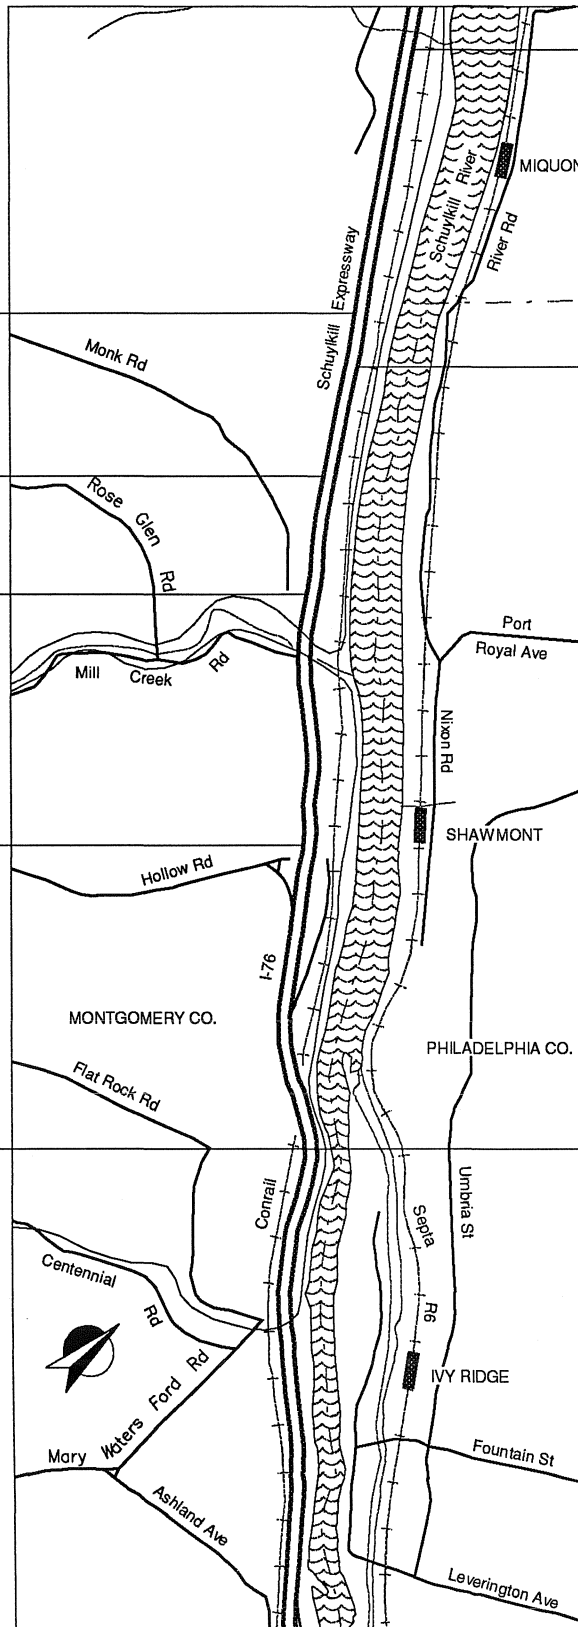 MIQUON
Schuylkill River
River Rd
Schuylkill Expressway
Monk Rd
Rose Glen Rd
Port
Royal Ave
Mill Creek Rd
Nixon Rd
SHAWMONT
Hollow Rd
I-76
MONTGOMERY CO.
PHILADELPHIA CO.
Flat Rock Rd
Conrail
Umbria St
Septa R6
Centennial Rd
IVY RIDGE
Mary Waters Ford Rd
Fountain St
Ashland Ave
Leverington Ave